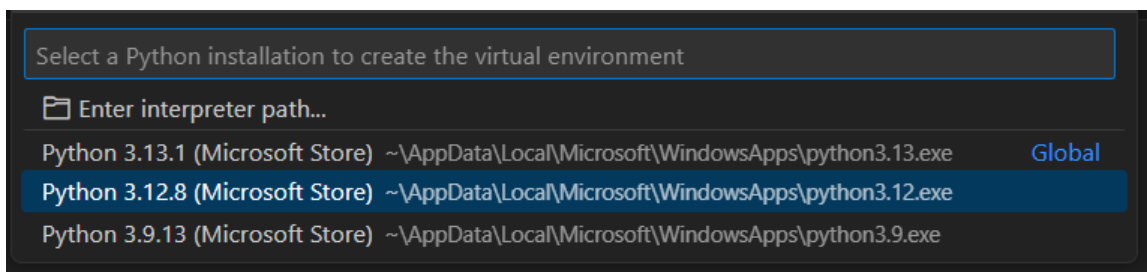 Select a Python installation to create the virtual environment
Enter interpreter path...
Python 3.13.1 (Microsoft Store) ~\AppData\Local\Microsoft\WindowsApps\python3.13.exe Global
Python 3.12.8 (Microsoft Store) ~\AppData\Local\Microsoft\WindowsApps\python3.12.exe
Python 3.9.13 (Microsoft Store) ~\AppData\Local\Microsoft\WindowsApps\python3.9.exe